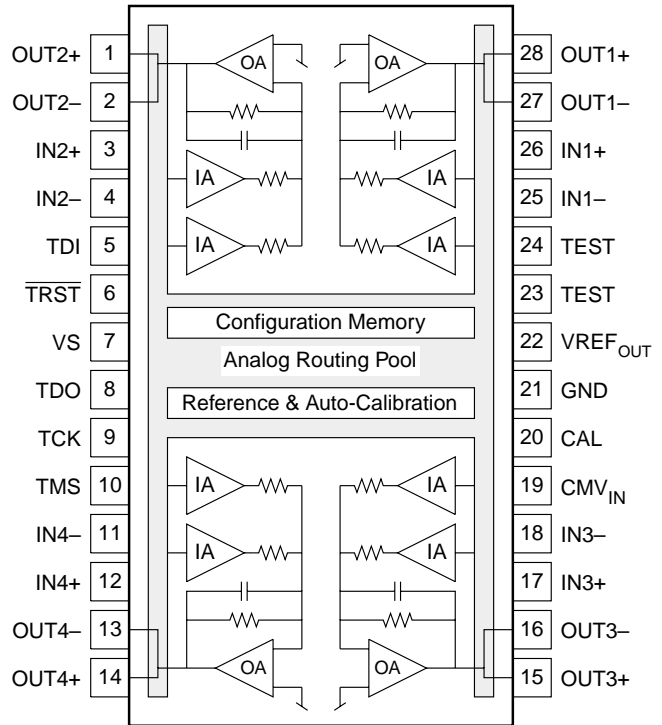 OUT2+ 1 OA OA 28 OUT1+
OUT2– 2 27 OUT1–
IN2+ 3 26 IN1+
IN2– 4 IA IA 25 IN1–
TDI 5 IA IA 24 TEST
TRST 6 23 TEST
Configuration Memory
VS 7 22 VREFOUT
Analog Routing Pool
TDO 8 21 GND
Reference & Auto-Calibration
TCK 9 20 CAL
TMS 10 IA IA 19 CMVIN
IN4– 11 IA IA 18 IN3–
IN4+ 12 17 IN3+
OUT4– 13 16 OUT3–
OUT4+ 14 OA OA 15 OUT3+